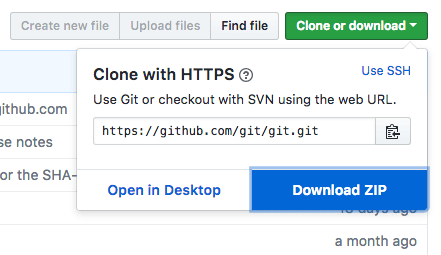 Create new file Upload files Find file Clone or download
Clone with HTTPS Use SSH
Use Git or checkout with SVN using the web URL.
github.com
https://github.com/git/git.git
se notes
or the SHA-
Open in Desktop Download ZIP
days ago
a month ago